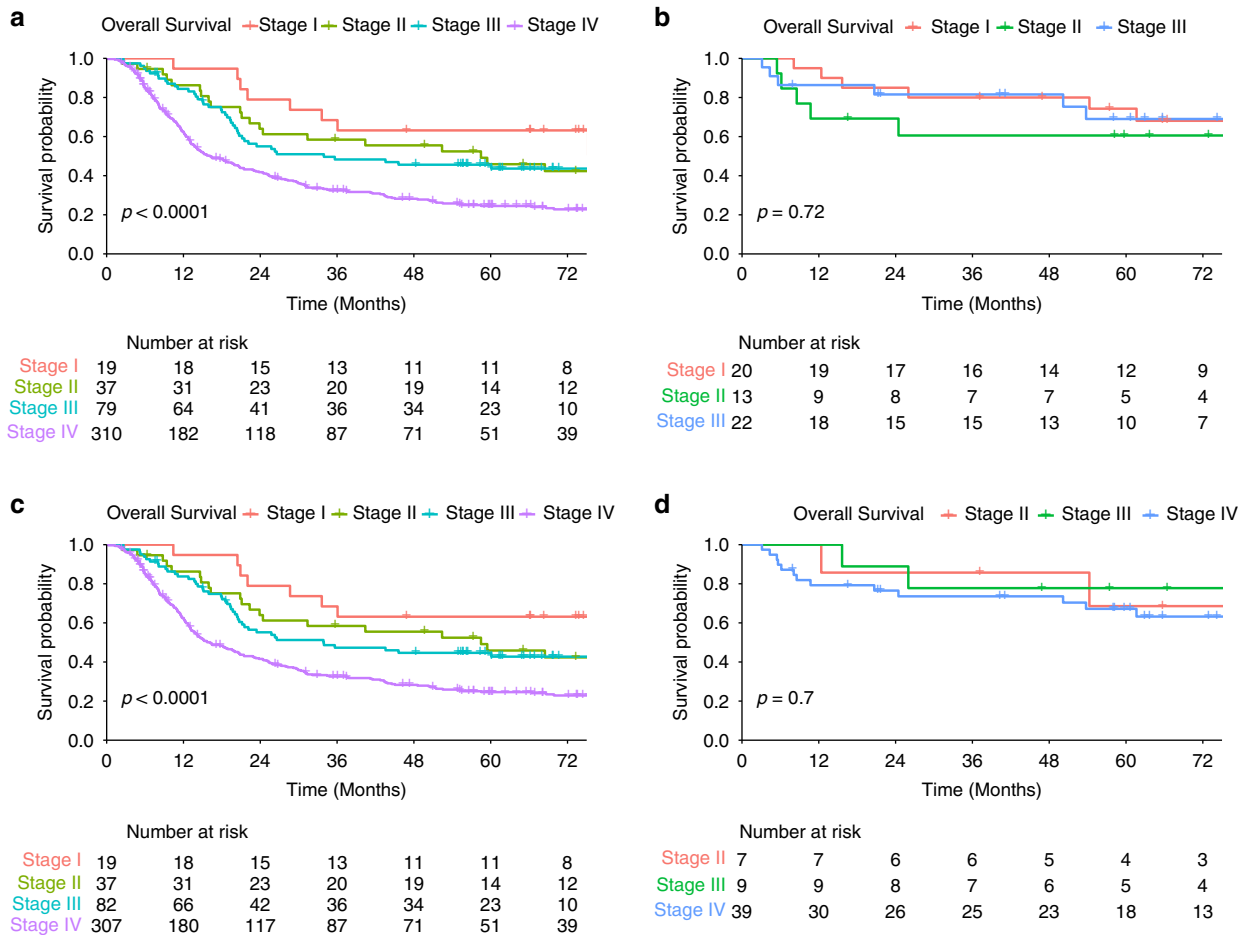 a
Overall Survival Stage I Stage II Stage III Stage IV
Survival probability
1.0
0.8
0.6
0.4
0.2
0.0
p < 0.0001
0 12 24 36 48 60 72
Time (Months)
Number at risk
Stage I 19 18 15 13 11 11 8
Stage II 37 31 23 20 19 14 12
Stage III 79 64 41 36 34 23 10
Stage IV 310 182 118 87 71 51 39
b
Overall Survival Stage I Stage II Stage III
Survival probability
1.0
0.8
0.6
0.4
0.2
0.0
p = 0.72
0 12 24 36 48 60 72
Time (Months)
Number at risk
Stage I 20 19 17 16 14 12 9
Stage II 13 9 8 7 7 5 4
Stage III 22 18 15 15 13 10 7
c
Overall Survival Stage I Stage II Stage III Stage IV
Survival probability
1.0
0.8
0.6
0.4
0.2
0.0
p < 0.0001
0 12 24 36 48 60 72
Time (Months)
Number at risk
Stage I 19 18 15 13 11 11 8
Stage II 37 31 23 20 19 14 12
Stage III 82 66 42 36 34 23 10
Stage IV 307 180 117 87 71 51 39
d
Overall Survival Stage II Stage III Stage IV
Survival probability
1.0
0.8
0.6
0.4
0.2
0.0
p = 0.7
0 12 24 36 48 60 72
Time (Months)
Number at risk
Stage II 7 7 6 6 5 4 3
Stage III 9 9 8 7 6 5 4
Stage IV 39 30 26 25 23 18 13